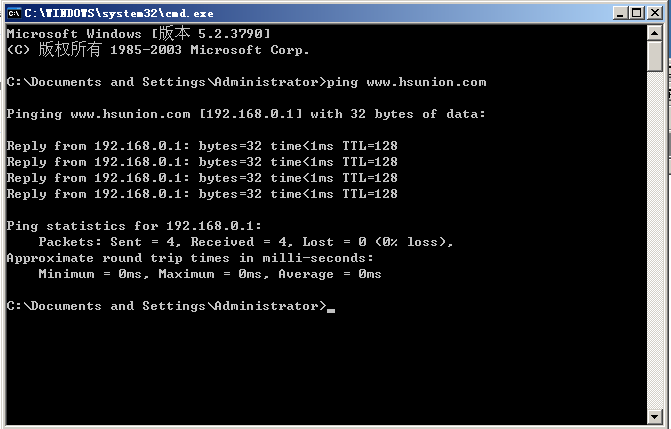 C:\WINDOWS\system32\cmd.exe
Microsoft Windows [版本 5.2.3790]
(C) 版权所有 1985-2003 Microsoft Corp.
C:\Documents and Settings\Administrator>ping www.hsunion.com
Pinging www.hsunion.com [192.168.0.1] with 32 bytes of data:
Reply from 192.168.0.1: bytes=32 time<1ms TTL=128
Reply from 192.168.0.1: bytes=32 time<1ms TTL=128
Reply from 192.168.0.1: bytes=32 time<1ms TTL=128
Reply from 192.168.0.1: bytes=32 time<1ms TTL=128
Ping statistics for 192.168.0.1:
    Packets: Sent = 4, Received = 4, Lost = 0 (0% loss),
Approximate round trip times in milli-seconds:
    Minimum = 0ms, Maximum = 0ms, Average = 0ms
C:\Documents and Settings\Administrator>_